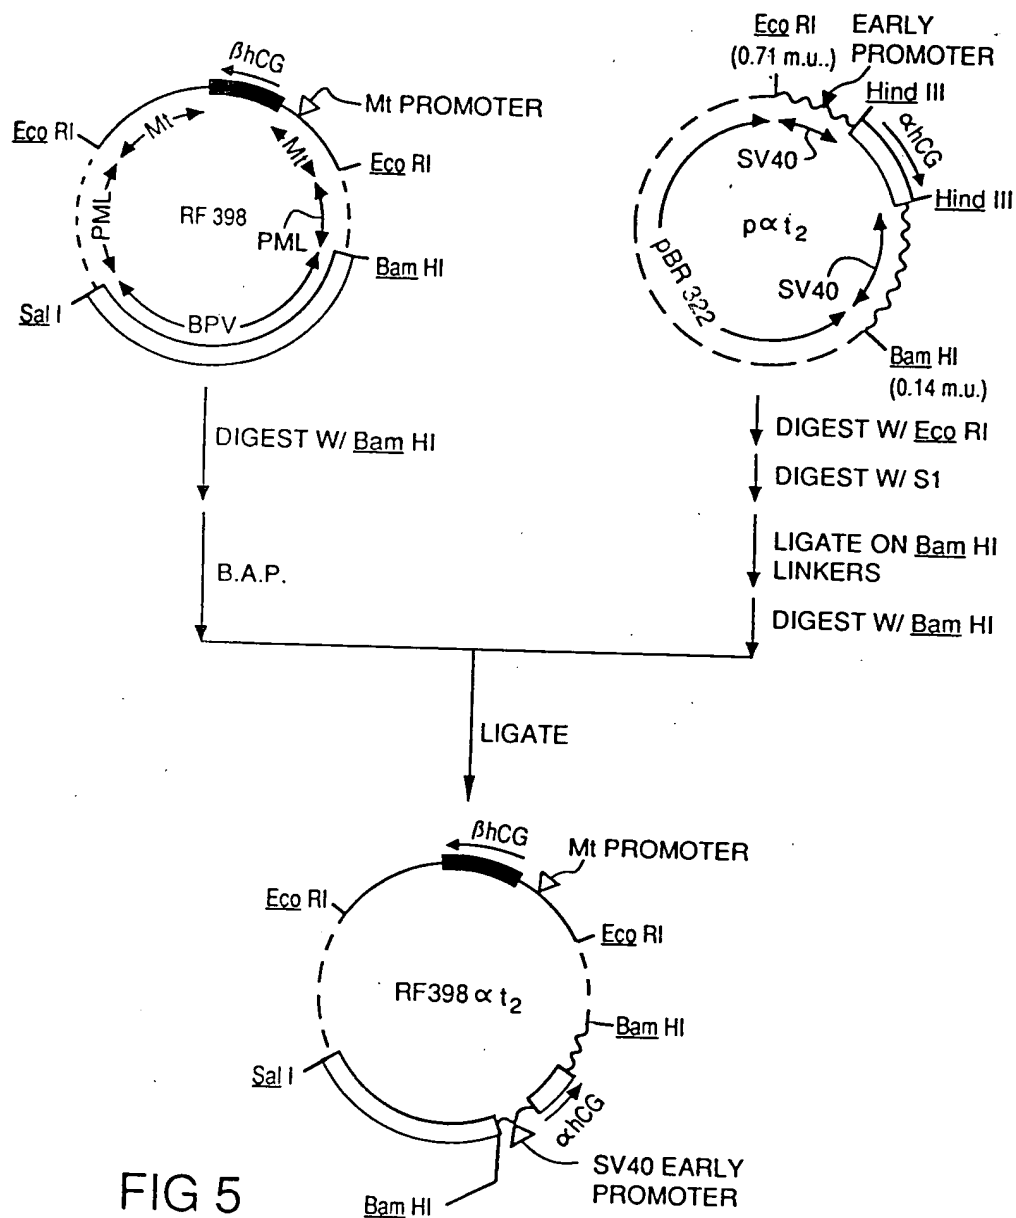 βhCG
Mt PROMOTER
Eco RI
Mt
Mt
Eco RI
PML
RF 398
PML
Bam HI
Sal I
BPV
Eco RI
(0.71 m.u..)
EARLY
PROMOTER
Hind III
αhCG
SV40
Hind III
p∝t2
pBR 322
SV40
Bam HI
(0.14 m.u.)
DIGEST W/ Bam HI
B.A.P.
DIGEST W/ Eco RI
DIGEST W/ S1
LIGATE ON Bam HI
LINKERS
DIGEST W/ Bam HI
LIGATE
βhCG
Mt PROMOTER
Eco RI
Eco RI
RF398 ∝ t2
Bam HI
Sal I
αhCG
SV40 EARLY
PROMOTER
Bam HI
FIG 5